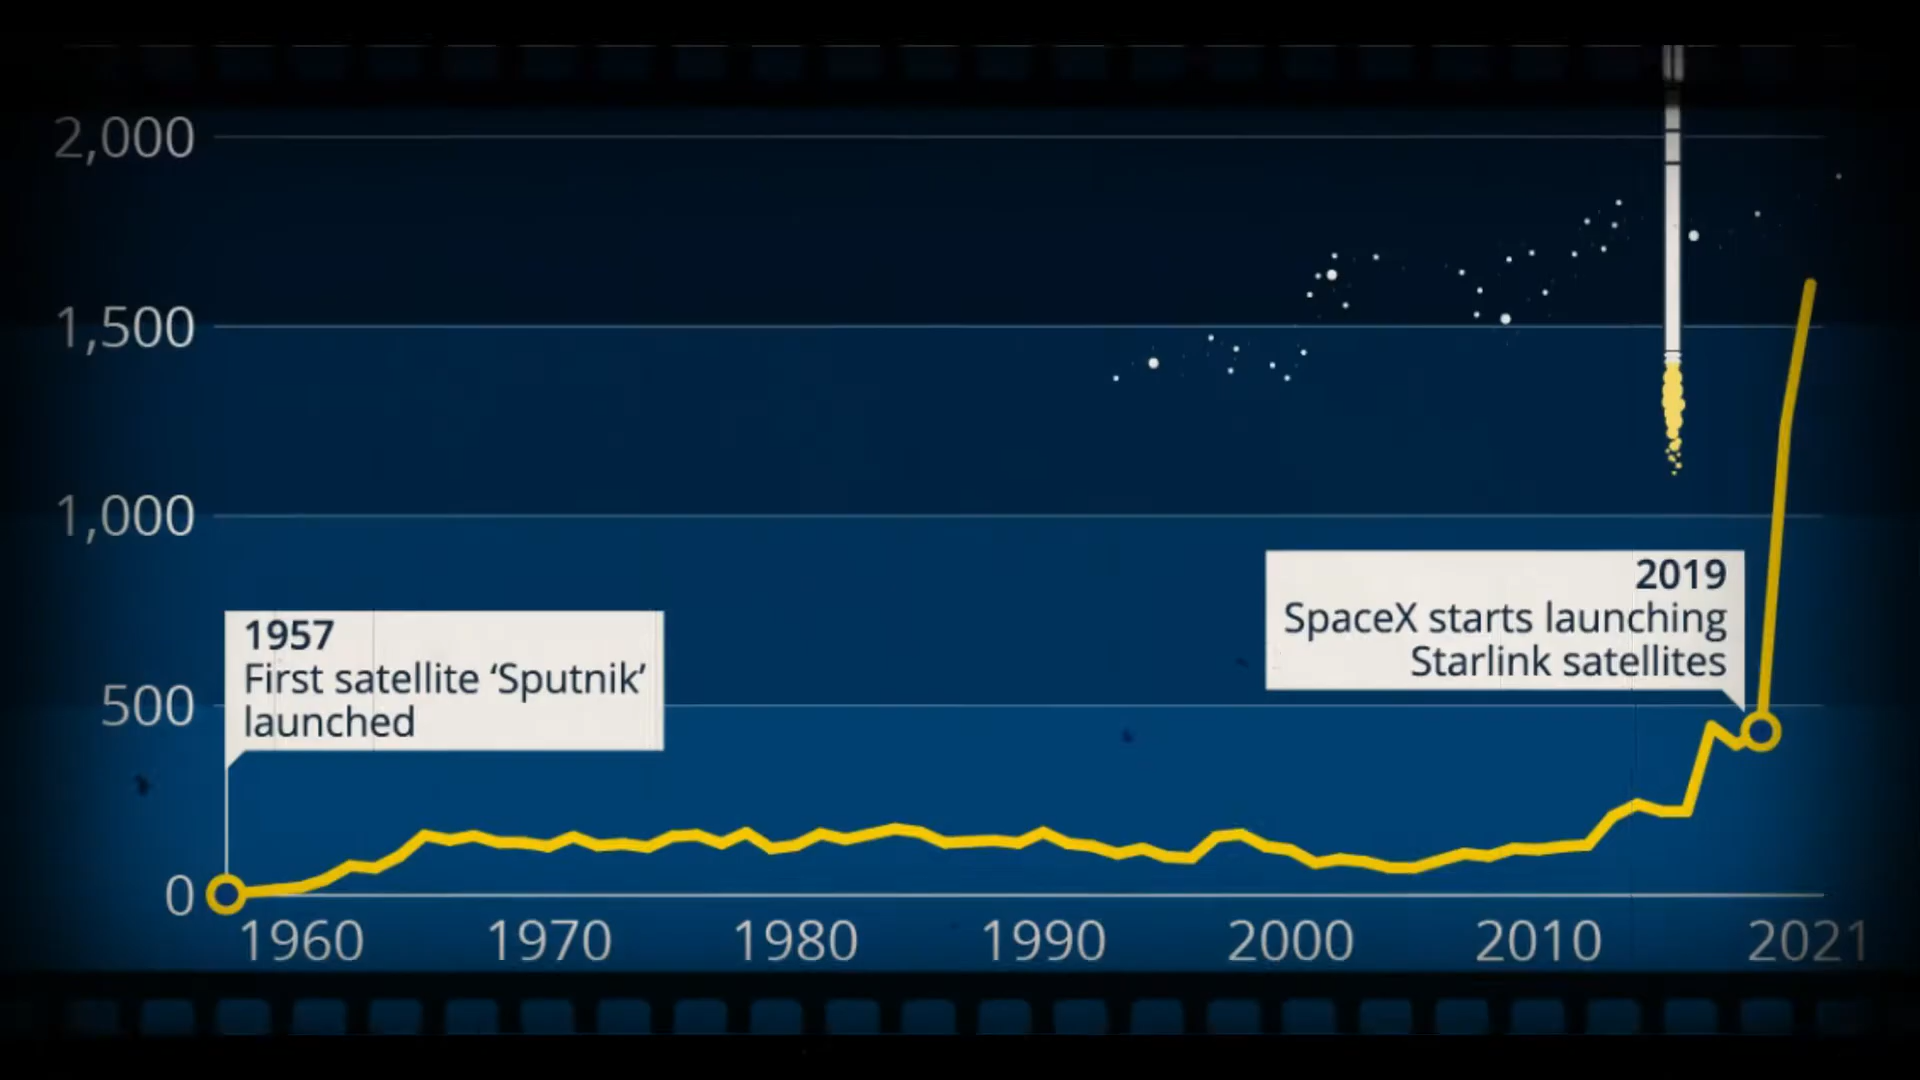 2,000
1,500
1,000
500
0
1957
First satellite ‘Sputnik’
launched
2019
SpaceX starts launching
Starlink satellites
1960 1970 1980 1990 2000 2010 2021